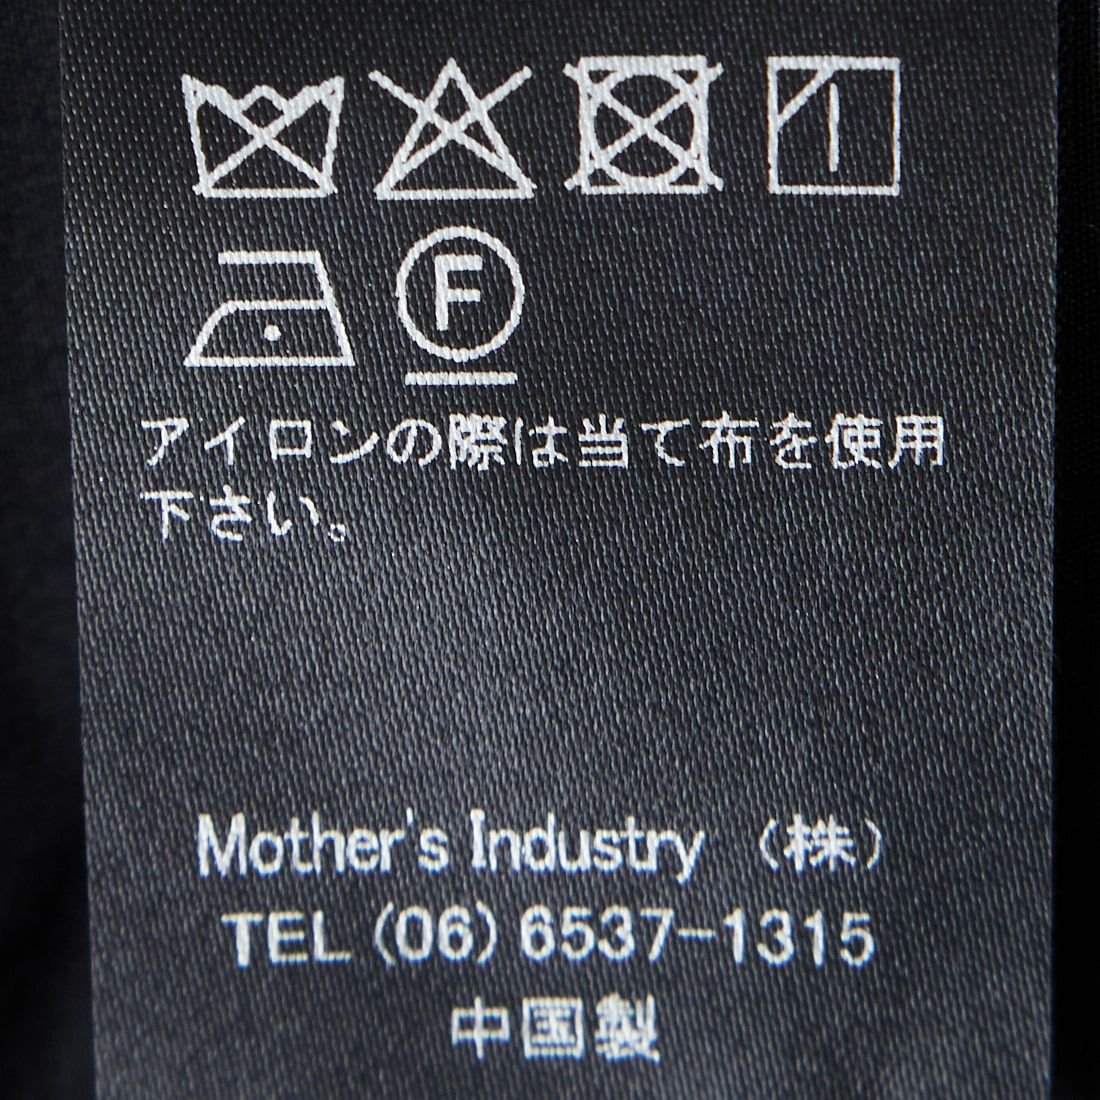 F
アイロンの際は当て布を使用
下さい。
Mother's Industry （株）
TEL (06) 6537-1315
中国製